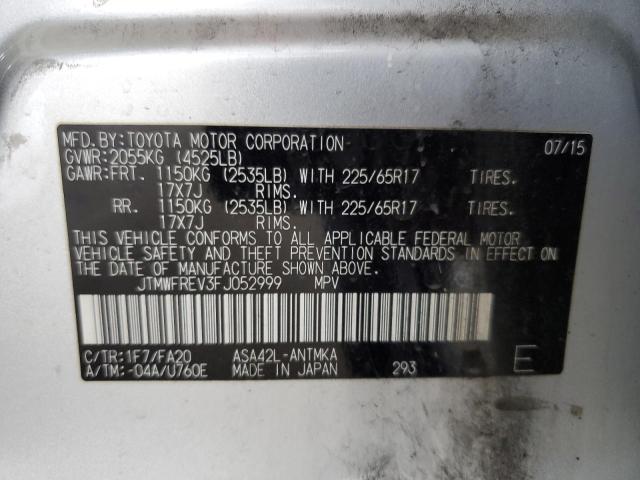 MFD.BY:TOYOTA MOTOR CORPORATION 07/15
GVWR:2055KG (4525LB)
GAWR:FRT. 1150KG (2535LB) WITH 225/65R17 TIRES.
17X7J RIMS.
RR. 1150KG (2535LB) WITH 225/65R17 TIRES.
17X7J RIMS.
THIS VEHICLE CONFORMS TO ALL APPLICABLE FEDERAL MOTOR
VEHICLE SAFETY AND THEFT PREVENTION STANDARDS IN EFFECT ON
THE DATE OF MANUFACTURE SHOWN ABOVE.
JTMWFREV3FJ052999 MPV
C/TR:1F7/FA20 ASA42L-ANTMKA
A/TM:-04A/U760E MADE IN JAPAN 293 E